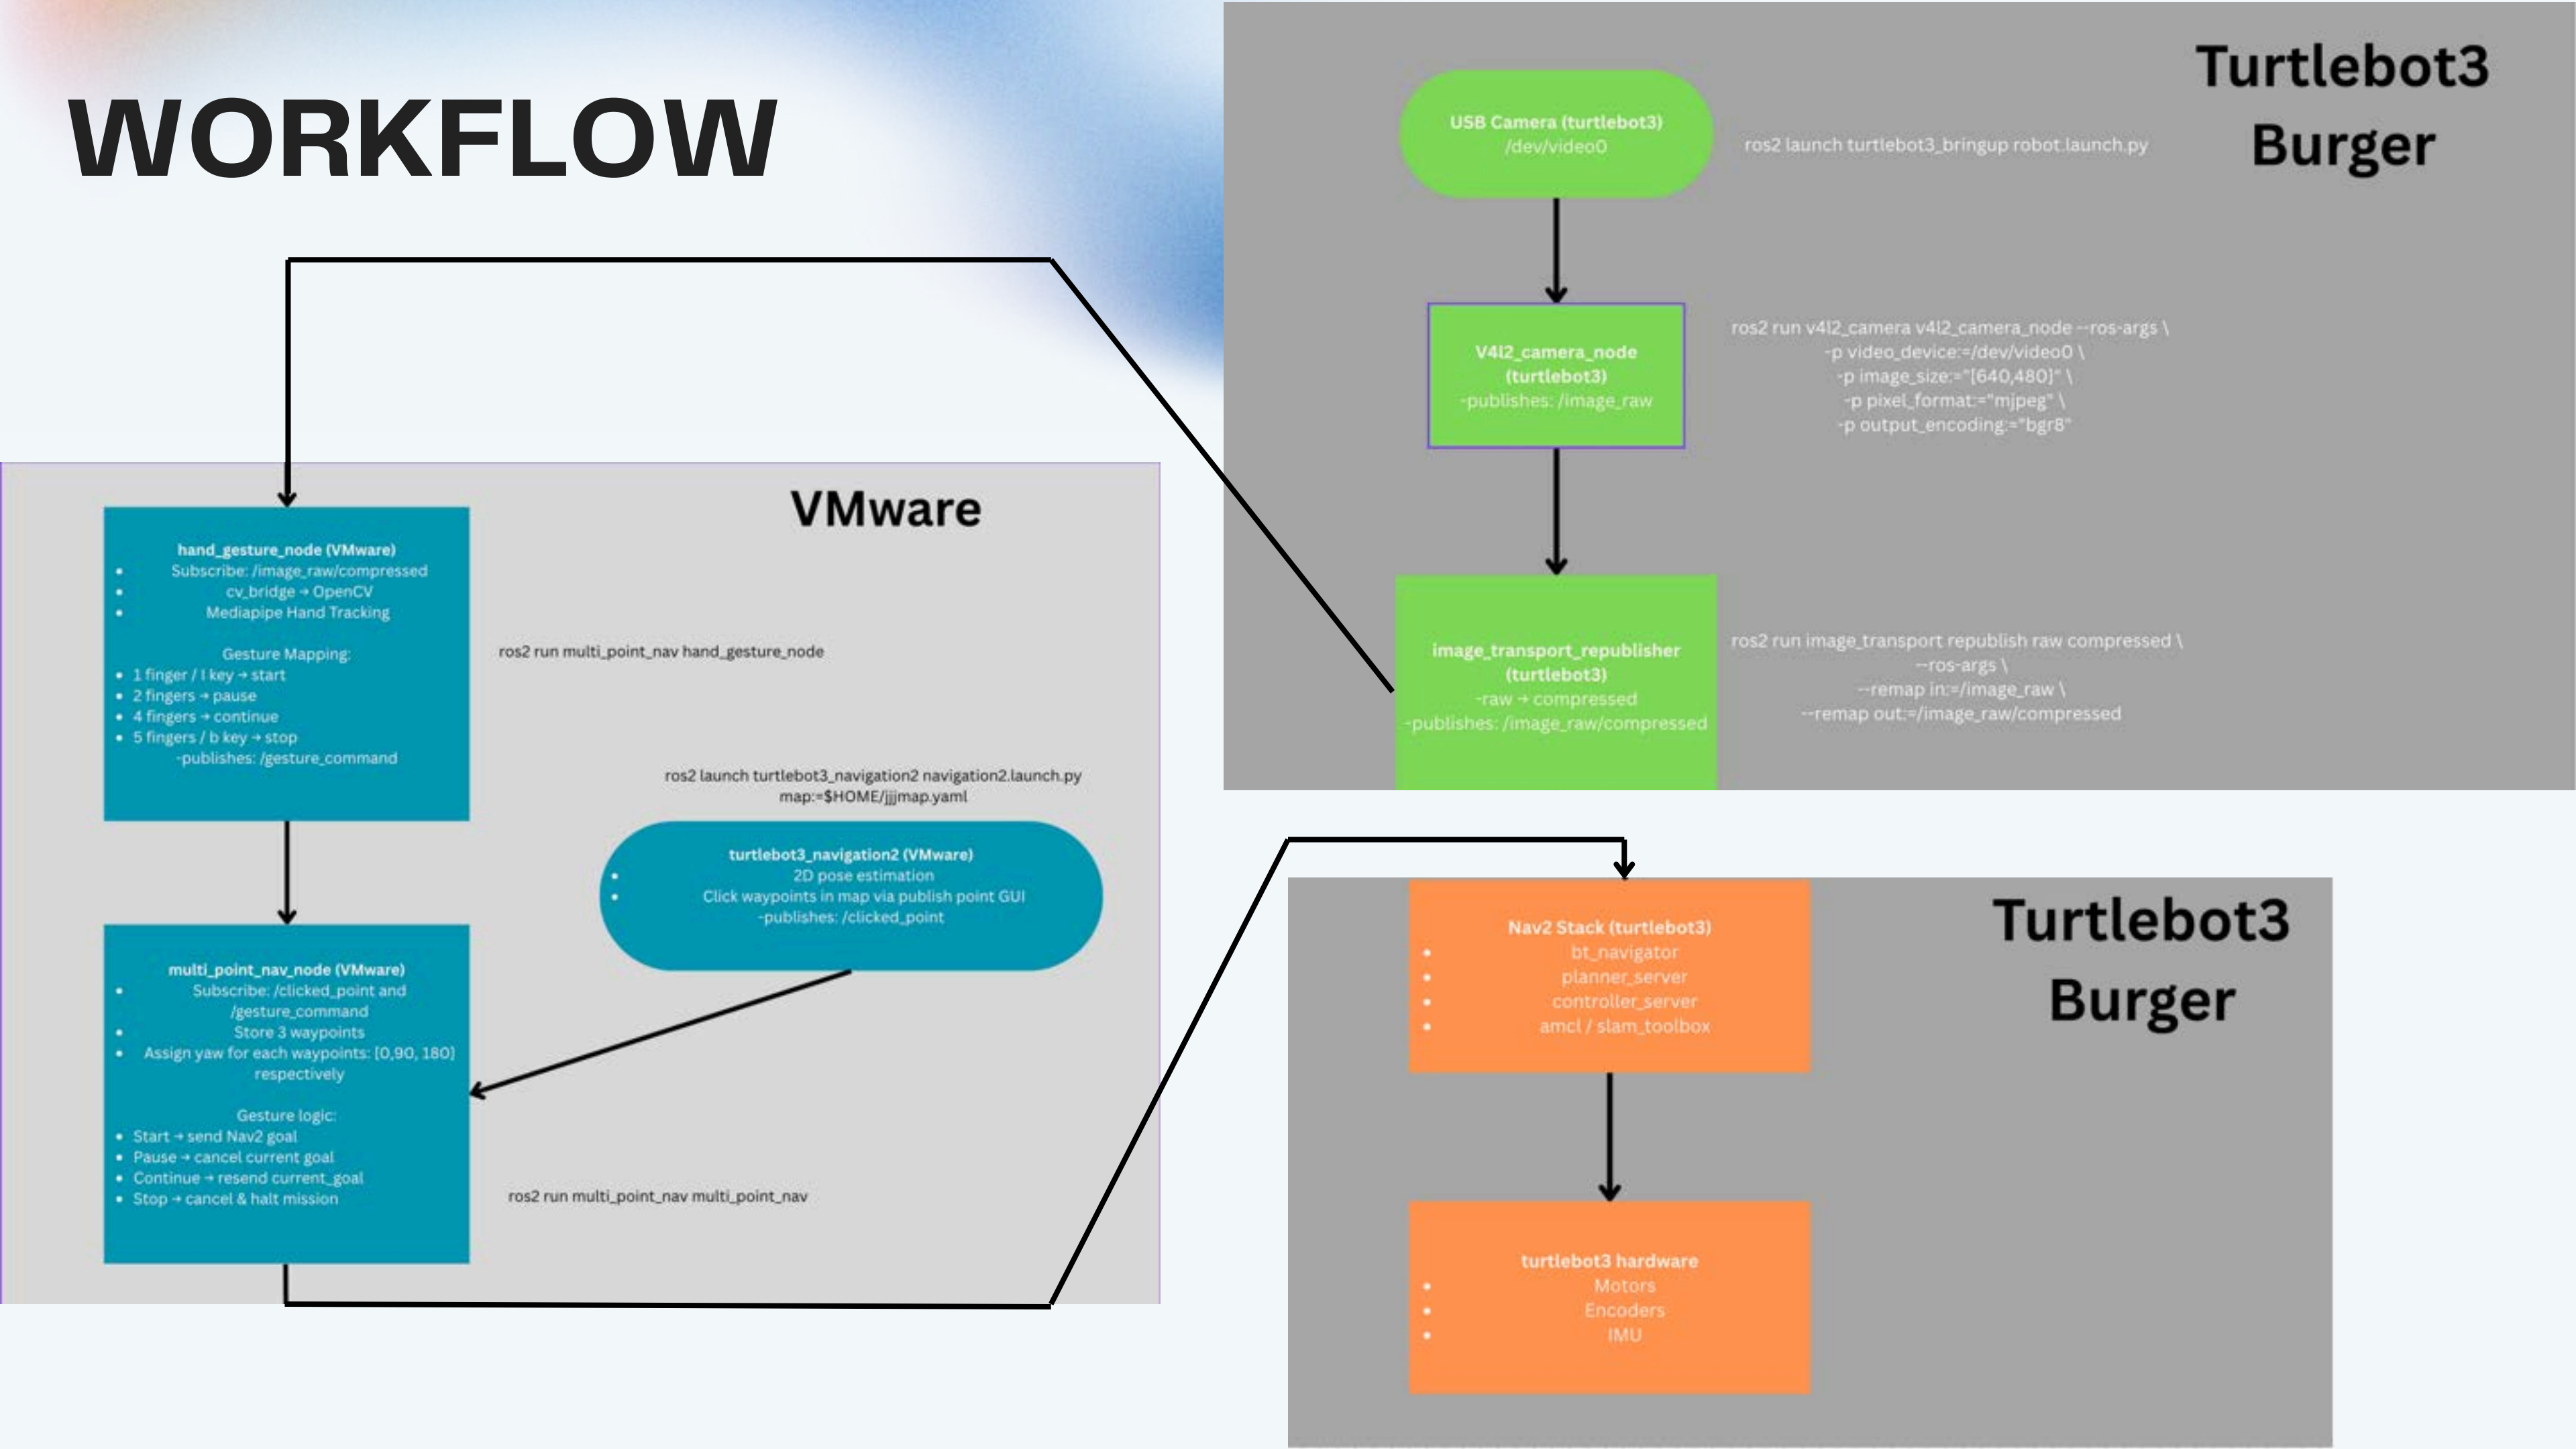 WORKFLOW
Turtlebot3
Burger
USB Camera (turtlebot3)
/dev/video0
ros2 launch turtlebot3_bringup robot.launch.py
V4l2_camera_node
(turtlebot3)
-publishes: /image_raw
ros2 run v4l2_camera v4l2_camera_node --ros-args \
-p video_device:=/dev/video0 \
-p image_size:="[640,480]" \
-p pixel_format:="mjpeg" \
-p output_encoding:="bgr8"
image_transport_republisher
(turtlebot3)
-raw → compressed
-publishes: /image_raw/compressed
ros2 run image_transport republish raw compressed \
--ros-args \
--remap in:=/image_raw \
--remap out:=/image_raw/compressed
VMware
hand_gesture_node (VMware)
• Subscribe: /image_raw/compressed
• cv_bridge → OpenCV
• Mediapipe Hand Tracking
Gesture Mapping:
• 1 finger / l key → start
• 2 fingers → pause
• 4 fingers → continue
• 5 fingers / b key → stop
-publishes: /gesture_command
ros2 run multi_point_nav hand_gesture_node
ros2 launch turtlebot3_navigation2 navigation2.launch.py
map:=$HOME/jjjmap.yaml
turtlebot3_navigation2 (VMware)
• 2D pose estimation
• Click waypoints in map via publish point GUI
-publishes: /clicked_point
multi_point_nav_node (VMware)
• Subscribe: /clicked_point and
/gesture_command
• Store 3 waypoints
• Assign yaw for each waypoints: [0,90, 180]
respectively
Gesture logic:
• Start → send Nav2 goal
• Pause → cancel current goal
• Continue → resend current_goal
• Stop → cancel & halt mission
ros2 run multi_point_nav multi_point_nav
Turtlebot3
Burger
Nav2 Stack (turtlebot3)
• bt_navigator
• planner_server
• controller_server
• amcl / slam_toolbox
turtlebot3 hardware
• Motors
• Encoders
• IMU